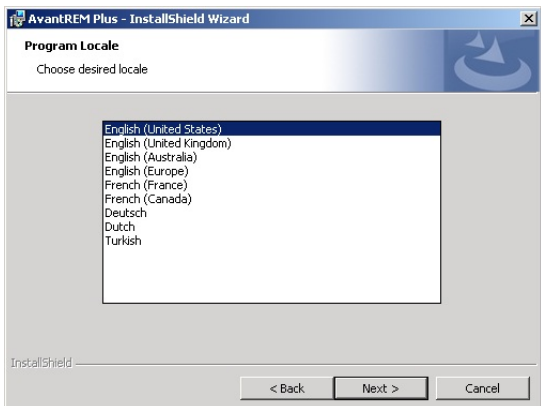 AvantREM Plus - InstallShield Wizard
Program Locale
Choose desired locale
English (United States)
English (United Kingdom)
English (Australia)
English (Europe)
French (France)
French (Canada)
Deutsch
Dutch
Turkish
InstallShield
< Back Next > Cancel